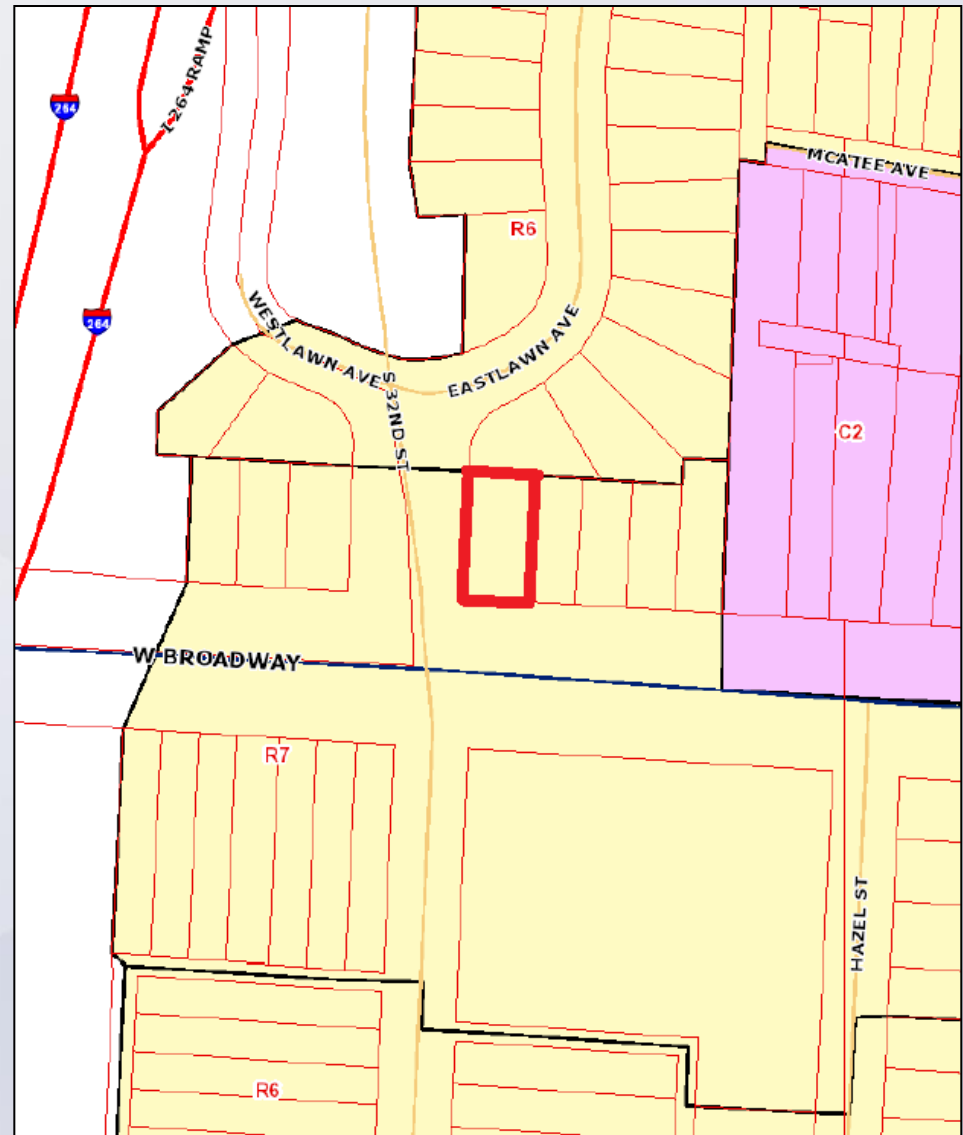 264
I 264 RAMP
MCATEE AVE
R6
264
WESTLAWN AVE
EASTLAWN AVE
S 32ND ST
C2
W BROADWAY
R7
HAZEL ST
R6